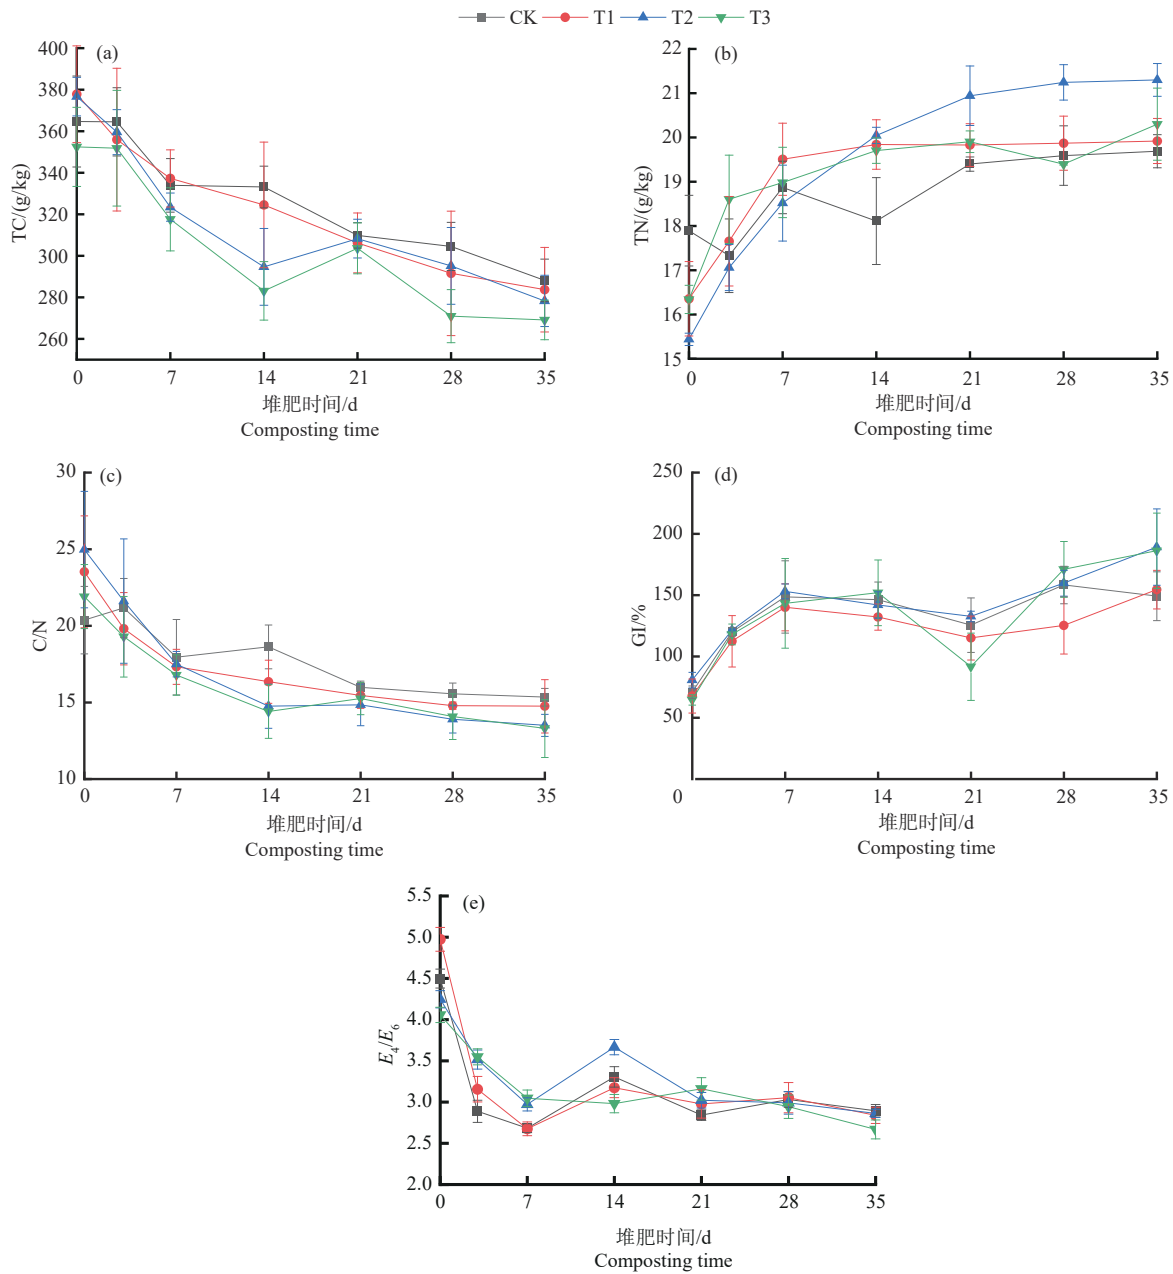 CK T1 T2 T3
(a)
TC/(g/kg)
400
380
360
340
320
300
280
260
0 7 14 21 28 35
堆肥时间/d
Composting time
(b)
TN/(g/kg)
22
21
20
19
18
17
16
15
0 7 14 21 28 35
堆肥时间/d
Composting time
(c)
C/N
30
25
20
15
10
0 7 14 21 28 35
堆肥时间/d
Composting time
(d)
GI/%
250
200
150
100
50
0 7 14 21 28 35
堆肥时间/d
Composting time
(e)
E4/E6
5.5
5.0
4.5
4.0
3.5
3.0
2.5
2.0
0 7 14 21 28 35
堆肥时间/d
Composting time